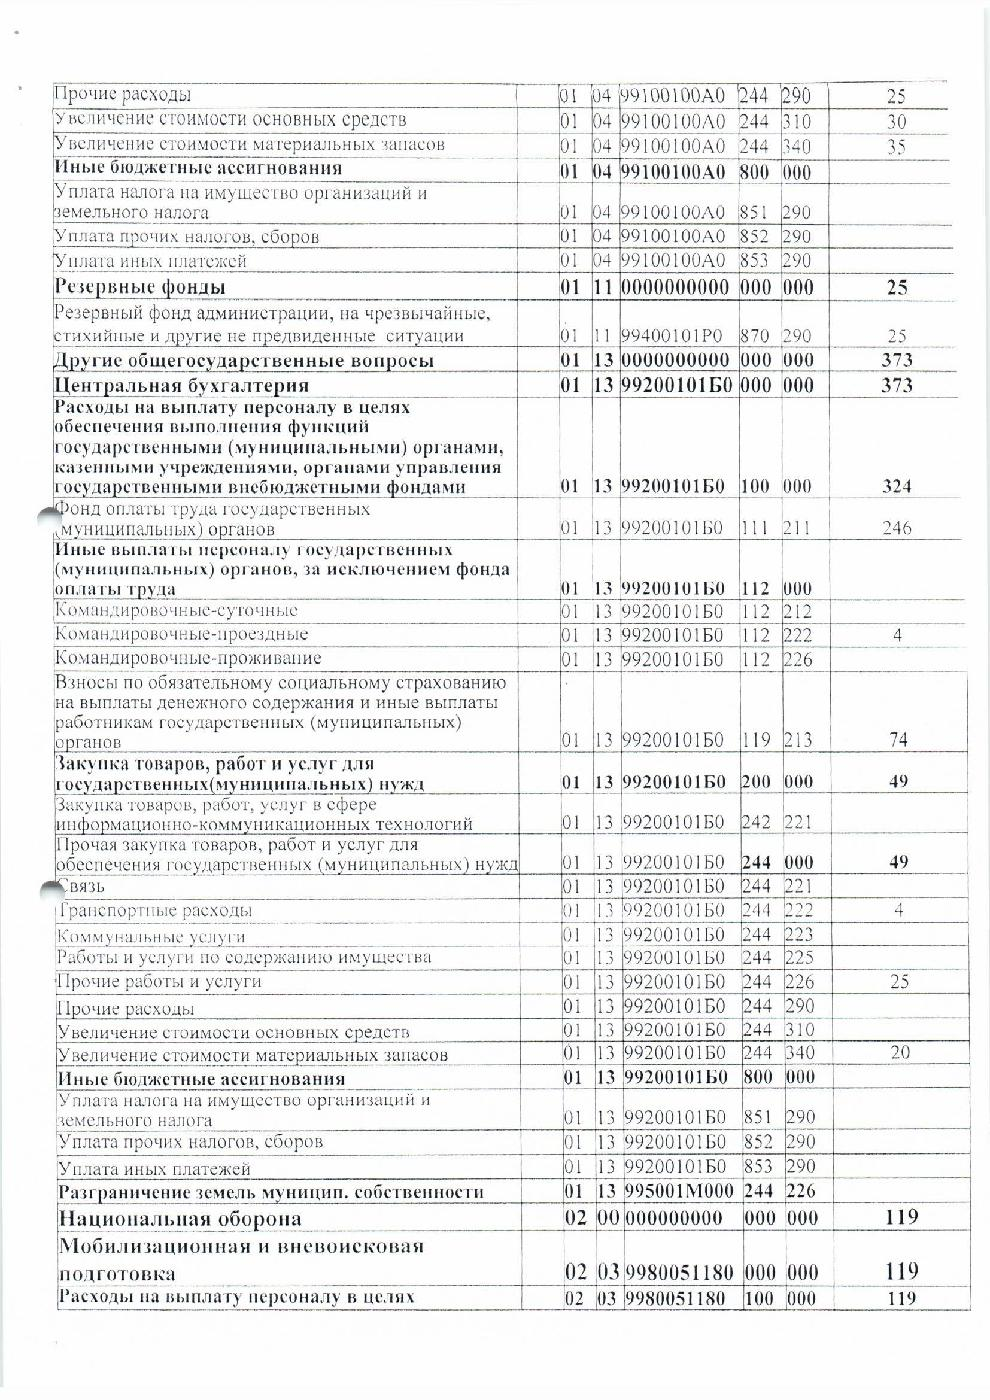 Прочие расходы 01 04 99100100А0 244 290 25
Увеличение стоимости основных средств 01 04 99100100А0 244 310 30
Увеличение стоимости материальных запасов 01 04 99100100А0 244 340 35
Иные бюджетные ассигнования 01 04 99100100А0 800 000
Уплата налога на имущество организаций и
земельного налога 01 04 99100100А0 851 290
Уплата прочих налогов, сборов 01 04 99100100А0 852 290
Уплата иных платежей 01 04 99100100А0 853 290
Резервные фонды 01 11 0000000000 000 000 25
Резервный фонд администрации, на чрезвычайные,
стихийные и другие не предвиденные ситуации 01 11 99400101Р0 870 290 25
Другие общегосударственные вопросы 01 13 0000000000 000 000 373
Центральная бухгалтерия 01 13 99200101Б0 000 000 373
Расходы на выплату персоналу в целях
обеспечения выполнения функций
государственными (муниципальными) органами,
казенными учреждениями, органами управления
государственными внебюджетными фондами 01 13 99200101Б0 100 000 324
Фонд оплаты труда государственных
(муниципальных) органов 01 13 99200101Б0 111 211 246
Иные выплаты персоналу государственных
(муниципальных) органов, за исключением фонда
оплаты труда 01 13 99200101Б0 112 000
Командировочные-суточные 01 13 99200101Б0 112 212
Командировочные-проездные 01 13 99200101Б0 112 222 4
Командировочные-проживание 01 13 99200101Б0 112 226
Взносы по обязательному социальному страхованию
на выплаты денежного содержания и иные выплаты
работникам государственных (муниципальных)
органов 01 13 99200101Б0 119 213 74
Закупка товаров, работ и услуг для
государственных(муниципальных) нужд 01 13 99200101Б0 200 000 49
Закупка товаров, работ, услуг в сфере
информационно-коммуникационных технологий 01 13 99200101Б0 242 221
Прочая закупка товаров, работ и услуг для
обеспечения государственных (муниципальных) нужд 01 13 99200101Б0 244 000 49
Связь 01 13 99200101Б0 244 221
Транспортные расходы 01 13 99200101Б0 244 222 4
Коммунальные услуги 01 13 99200101Б0 244 223
Работы и услуги по содержанию имущества 01 13 99200101Б0 244 225
Прочие работы и услуги 01 13 99200101Б0 244 226 25
Прочие расходы 01 13 99200101Б0 244 290
Увеличение стоимости основных средств 01 13 99200101Б0 244 310
Увеличение стоимости материальных запасов 01 13 99200101Б0 244 340 20
Иные бюджетные ассигнования 01 13 99200101Б0 800 000
Уплата налога на имущество организаций и
земельного налога 01 13 99200101Б0 851 290
Уплата прочих налогов, сборов 01 13 99200101Б0 852 290
Уплата иных платежей 01 13 99200101Б0 853 290
Разграничение земель муницип. собственности 01 13 995001М000 244 226
Национальная оборона 02 00 000000000 000 000 119
Мобилизационная и вневоисковая
подготовка 02 03 9980051180 000 000 119
Расходы на выплату персоналу в целях 02 03 9980051180 100 000 119